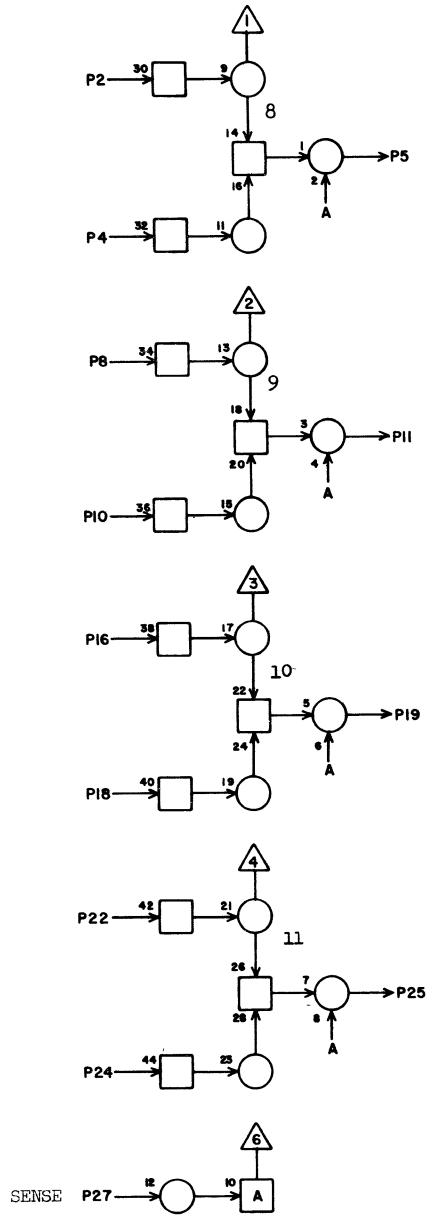 1
P2 30 9
8
14
1 P5
16 2
A
P4 32 11
2
P8 34 13
9
18
3 P11
20 4
A
P10 36 15
3
P16 38 17
10
22
5 P19
24 6
A
P18 40 19
4
P22 42 21
11
26
7 P25
28 8
A
P24 44 23
6
SENSE P27 12 10 A